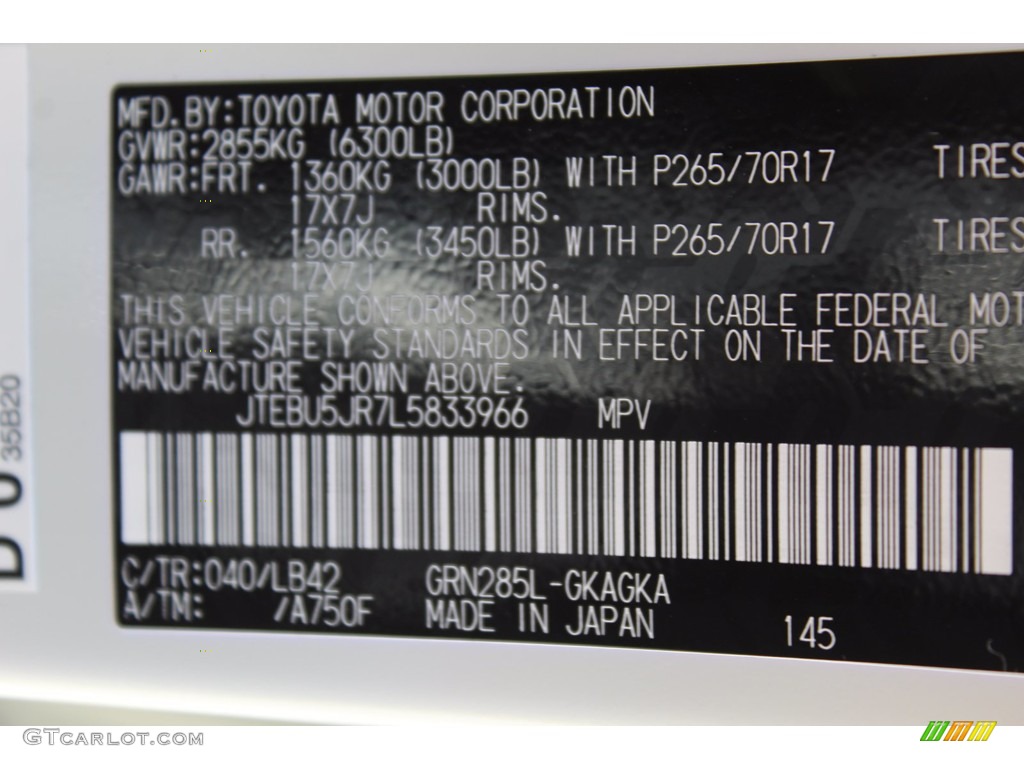 MFD.BY:TOYOTA MOTOR CORPORATION
GVWR:2855KG (6300LB)
GAWR:FRT. 1360KG (3000LB) WITH P265/70R17 TIRES
17X7J RIMS.
RR. 1560KG (3450LB) WITH P265/70R17 TIRES
17X7J RIMS.
THIS VEHICLE CONFORMS TO ALL APPLICABLE FEDERAL MOT
VEHICLE SAFETY STANDARDS IN EFFECT ON THE DATE OF
MANUFACTURE SHOWN ABOVE.
JTEBU5JR7L5833966 MPV
C/TR:040/LB42 GRN285L-GKAGKA
A/TM: /A750F MADE IN JAPAN
145
35B20
GTCARLOT.COM